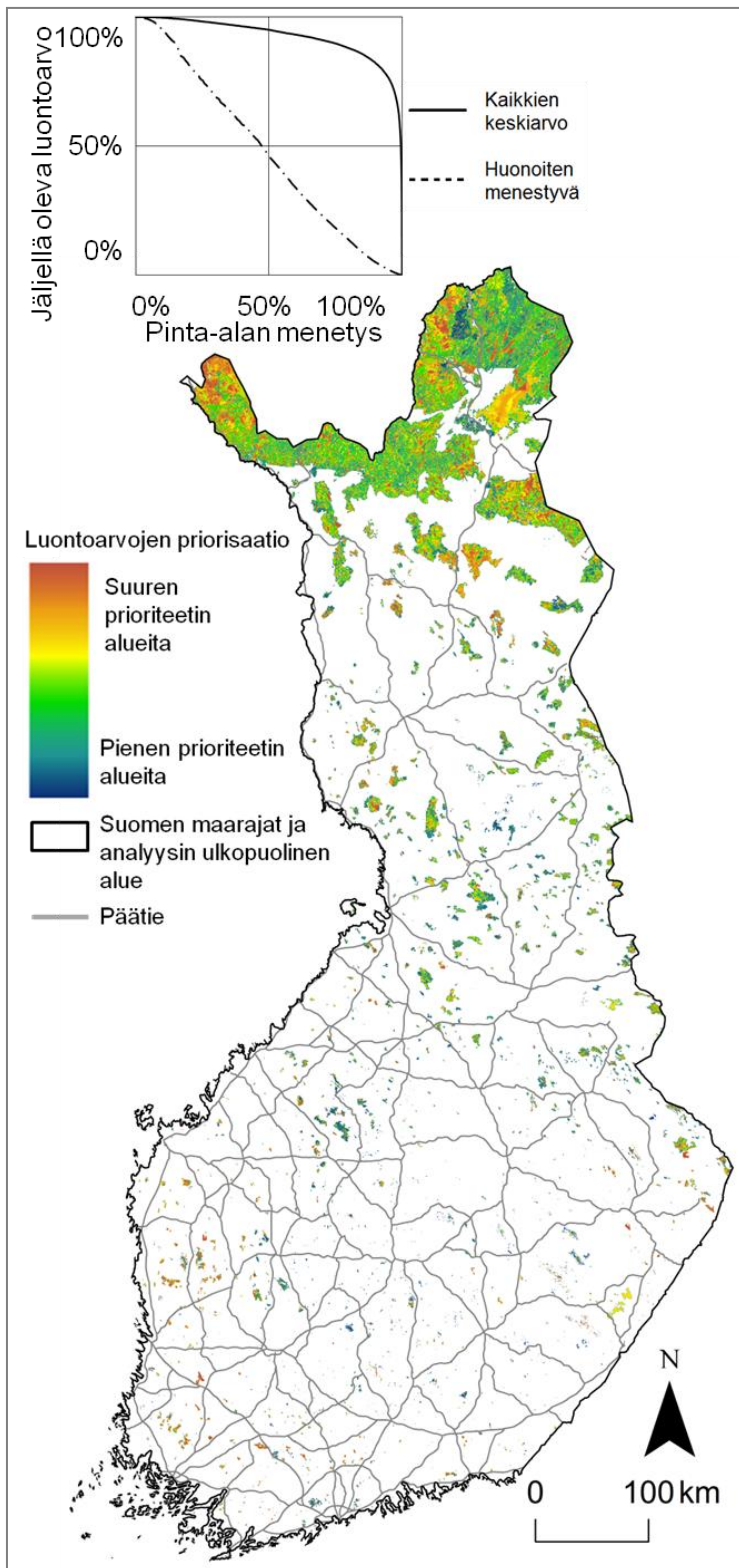 100%
50%
0%
Jäljellä oleva luontoarvo
0% 50% 100%
Pinta-alan menetys
Kaikkien
keskiarvo
Huonoiten
menestyvä
Luontoarvojen priorisaatio
Suuren
prioriteetin
alueita
Pienen prioriteetin
alueita
Suomen maarajat ja
analyysin ulkopuolinen
alue
Päätie
N
0 100 km